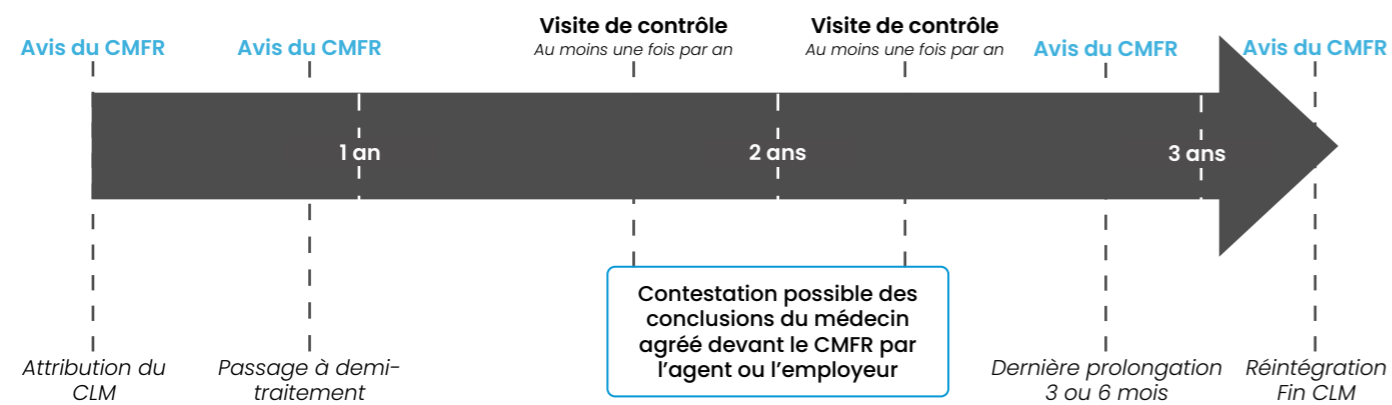 Avis du CMFR
Avis du CMFR
Visite de contrôle
Au moins une fois par an
Visite de contrôle
Au moins une fois par an
Avis du CMFR
Avis du CMFR
1 an
2 ans
3 ans
Attribution du
CLM
Passage à demi-
traitement
Contestation possible des
conclusions du médecin
agréé devant le CMFR par
l'agent ou l'employeur
Dernière prolongation
3 ou 6 mois
Réintégration
Fin CLM